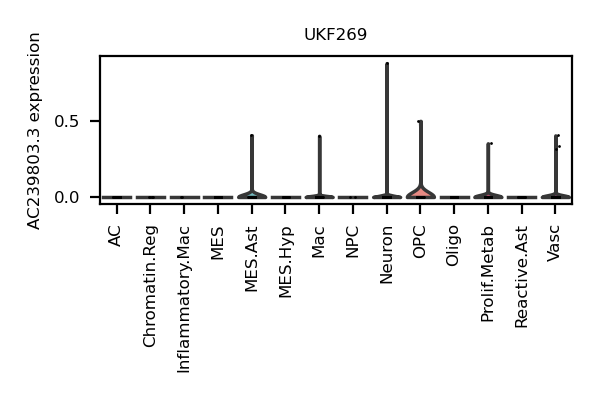 UKF269
AC239803.3 expression
0.5
0.0
AC
Chromatin.Reg
Inflammatory.Mac
MES
MES.Ast
MES.Hyp
Mac
NPC
Neuron
OPC
Oligo
Prolif.Metab
Reactive.Ast
Vasc